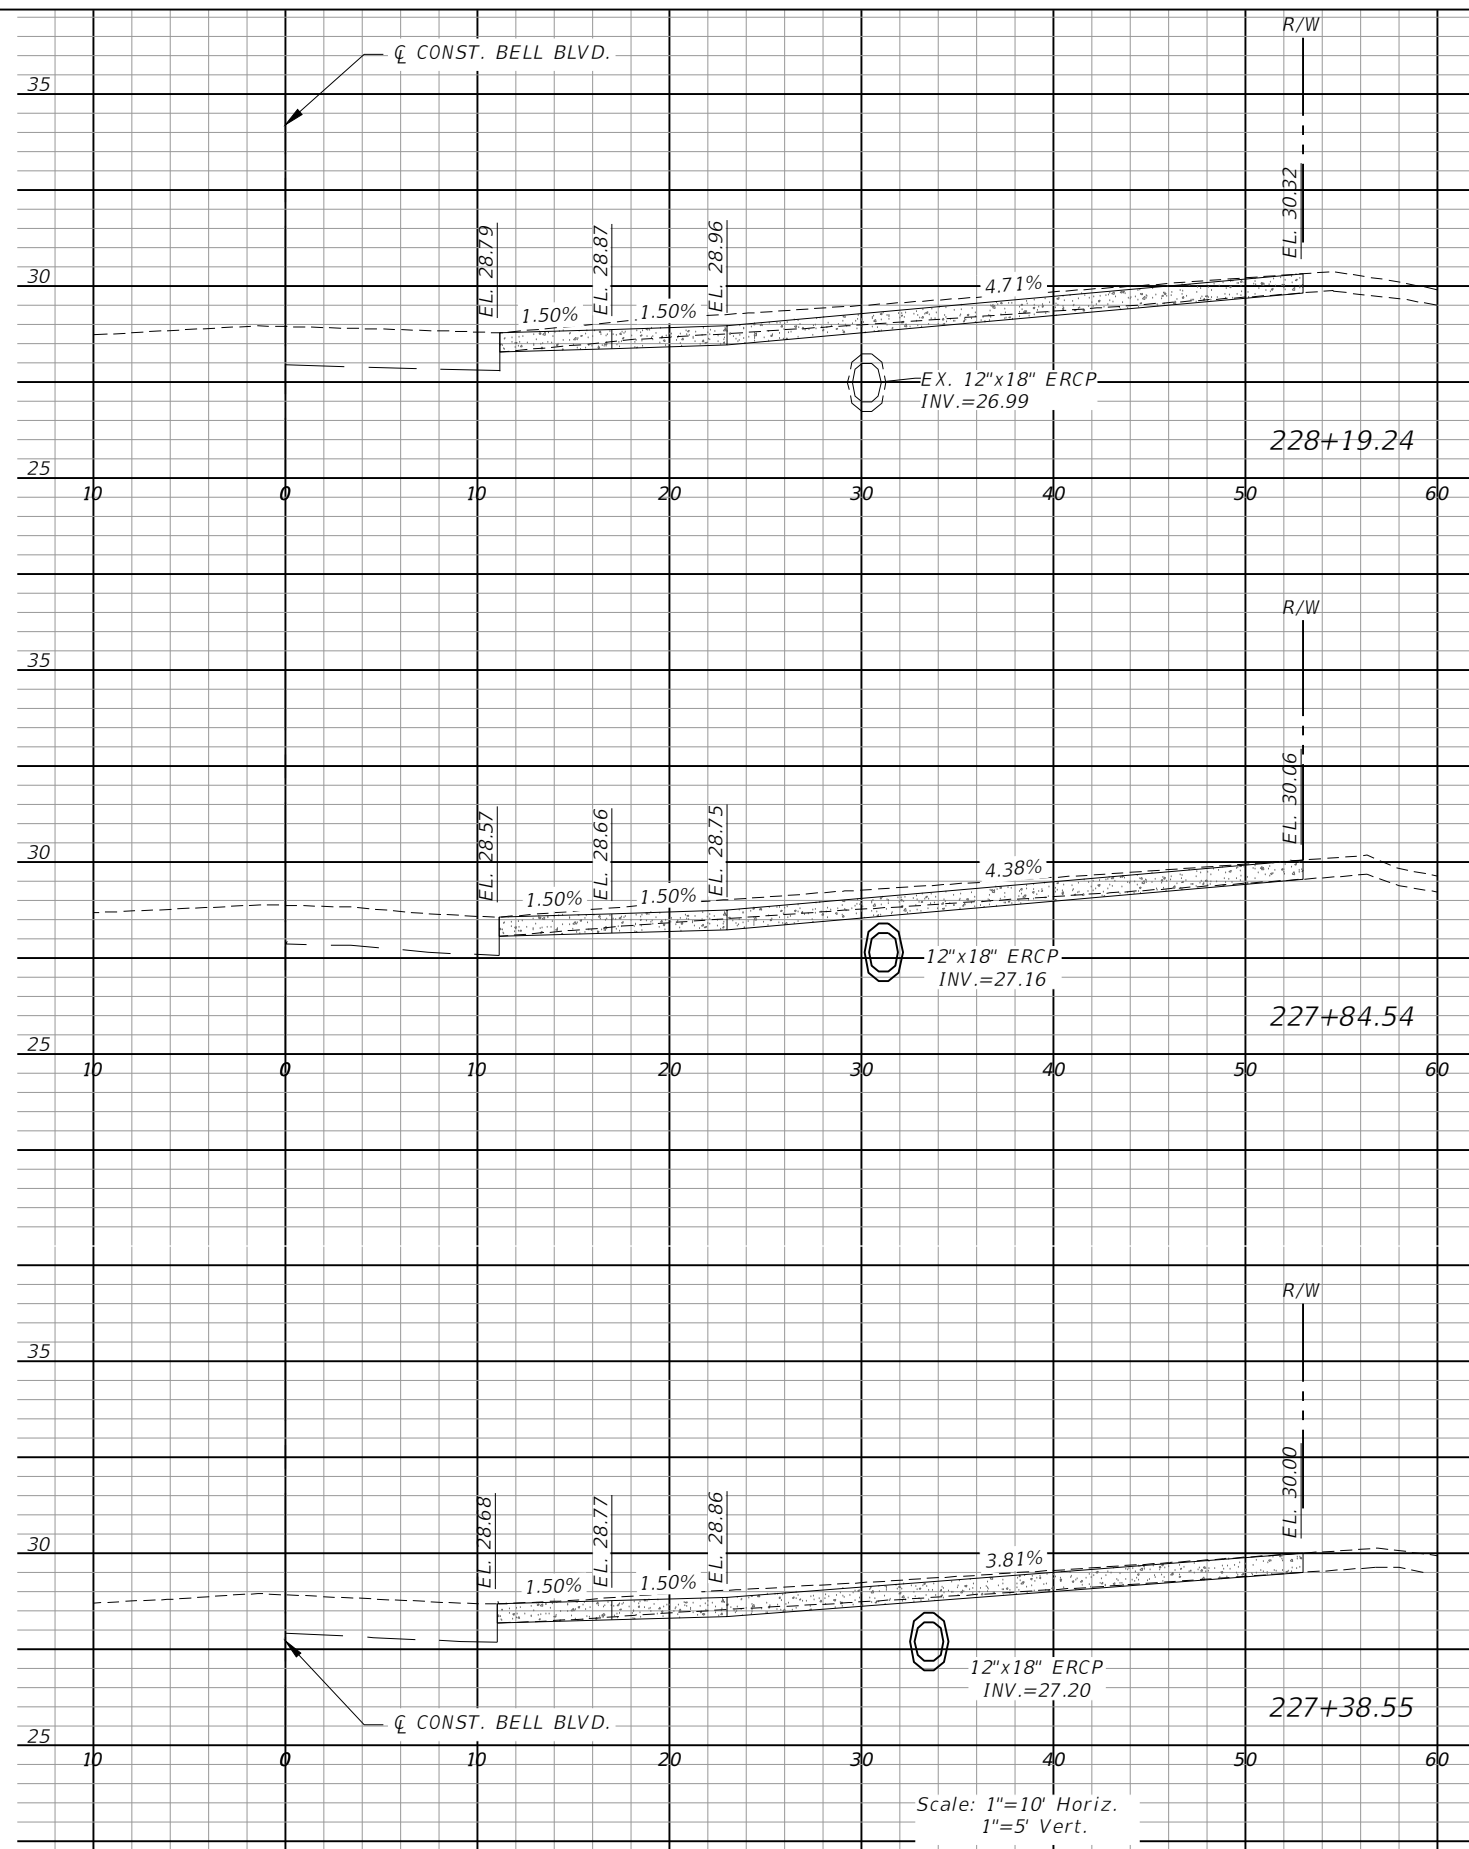 R/W
℄ CONST. BELL BLVD.
35
EL. 28.79
EL. 28.87
EL. 28.96
EL. 30.32
30
1.50%
1.50%
4.71%
EX. 12"x18" ERCP
INV.=26.99
228+19.24
25
10 0 10 20 30 40 50 60
R/W
35
EL. 28.57
EL. 28.66
EL. 28.75
EL. 30.06
30
1.50%
1.50%
4.38%
12"x18" ERCP
INV.=27.16
227+84.54
25
10 0 10 20 30 40 50 60
R/W
35
EL. 28.68
EL. 28.77
EL. 28.86
EL. 30.00
30
1.50%
1.50%
3.81%
12"x18" ERCP
INV.=27.20
227+38.55
℄ CONST. BELL BLVD.
25
10 0 10 20 30 40 50 60
Scale: 1"=10' Horiz.
1"=5' Vert.